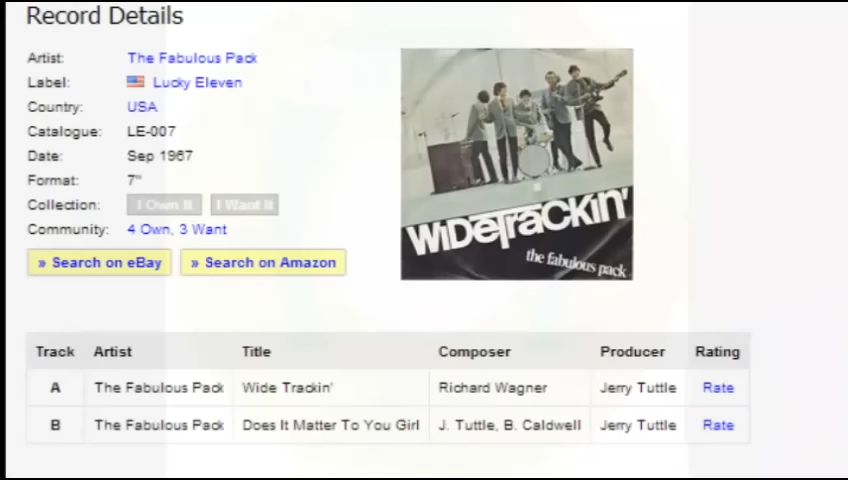 Record Details
Artist: The Fabulous Pack
Label: Lucky Eleven
Country: USA
Catalogue: LE-007
Date: Sep 1967
Format: 7"
Collection: I Own It I Want It
Community: 4 Own, 3 Want
» Search on eBay » Search on Amazon
WIDeTRaCKin'
the fabulous pack
Track Artist Title Composer Producer Rating
A The Fabulous Pack Wide Trackin' Richard Wagner Jerry Tuttle Rate
B The Fabulous Pack Does It Matter To You Girl J. Tuttle, B. Caldwell Jerry Tuttle Rate